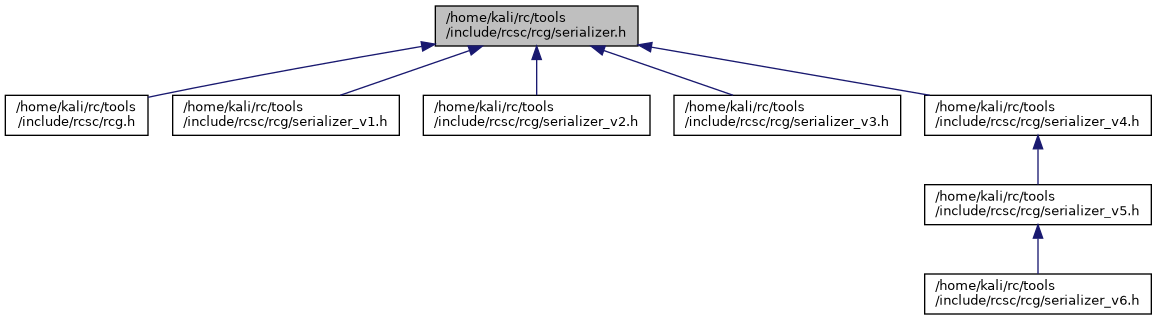 /home/kali/rc/tools
/include/rcsc/rcg/serializer.h
/home/kali/rc/tools
/include/rcsc/rcg.h
/home/kali/rc/tools
/include/rcsc/rcg/serializer_v1.h
/home/kali/rc/tools
/include/rcsc/rcg/serializer_v2.h
/home/kali/rc/tools
/include/rcsc/rcg/serializer_v3.h
/home/kali/rc/tools
/include/rcsc/rcg/serializer_v4.h
/home/kali/rc/tools
/include/rcsc/rcg/serializer_v5.h
/home/kali/rc/tools
/include/rcsc/rcg/serializer_v6.h